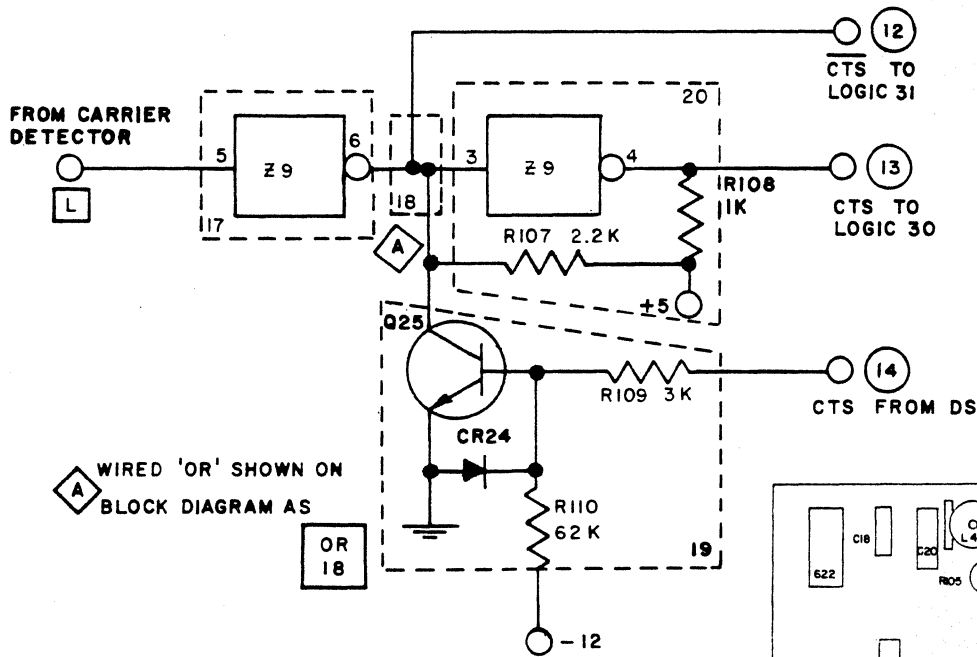 12
CTS TO
LOGIC 31
FROM CARRIER
DETECTOR
L
5
Z9
6
17
18
3
Z9
4
20
R108
1K
13
CTS TO
LOGIC 30
A
R107 2.2K
+5
Q25
R109 3K
14
CTS FROM DS
CR24
A
WIRED 'OR' SHOWN ON
BLOCK DIAGRAM AS
OR
18
R110
62K
19
-12
C18
C20
L4
622
R105